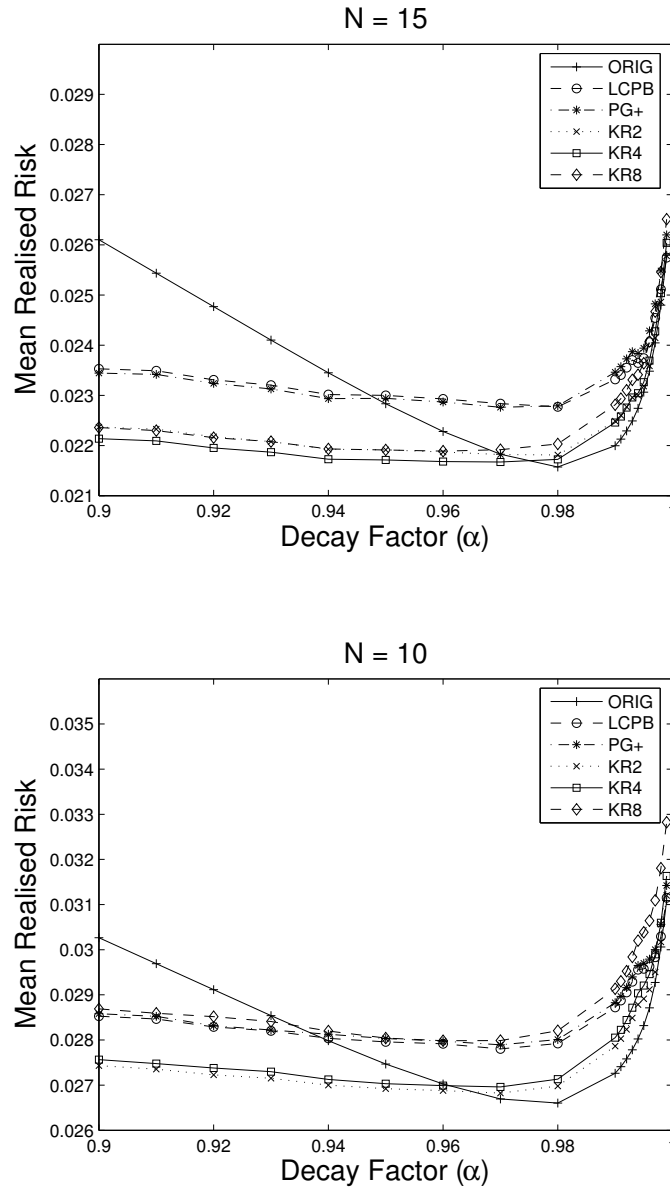 N = 15
0.03
0.029
0.028
0.027
0.026
0.025
0.024
0.023
0.022
0.021
Mean Realised Risk
ORIG
LCPB
PG+
KR2
KR4
KR8
0.9
0.92
0.94
0.96
0.98
Decay Factor (α)
N = 10
0.035
0.034
0.033
0.032
0.031
0.03
0.029
0.028
0.027
0.026
Mean Realised Risk
ORIG
LCPB
PG+
KR2
KR4
KR8
0.9
0.92
0.94
0.96
0.98
Decay Factor (α)